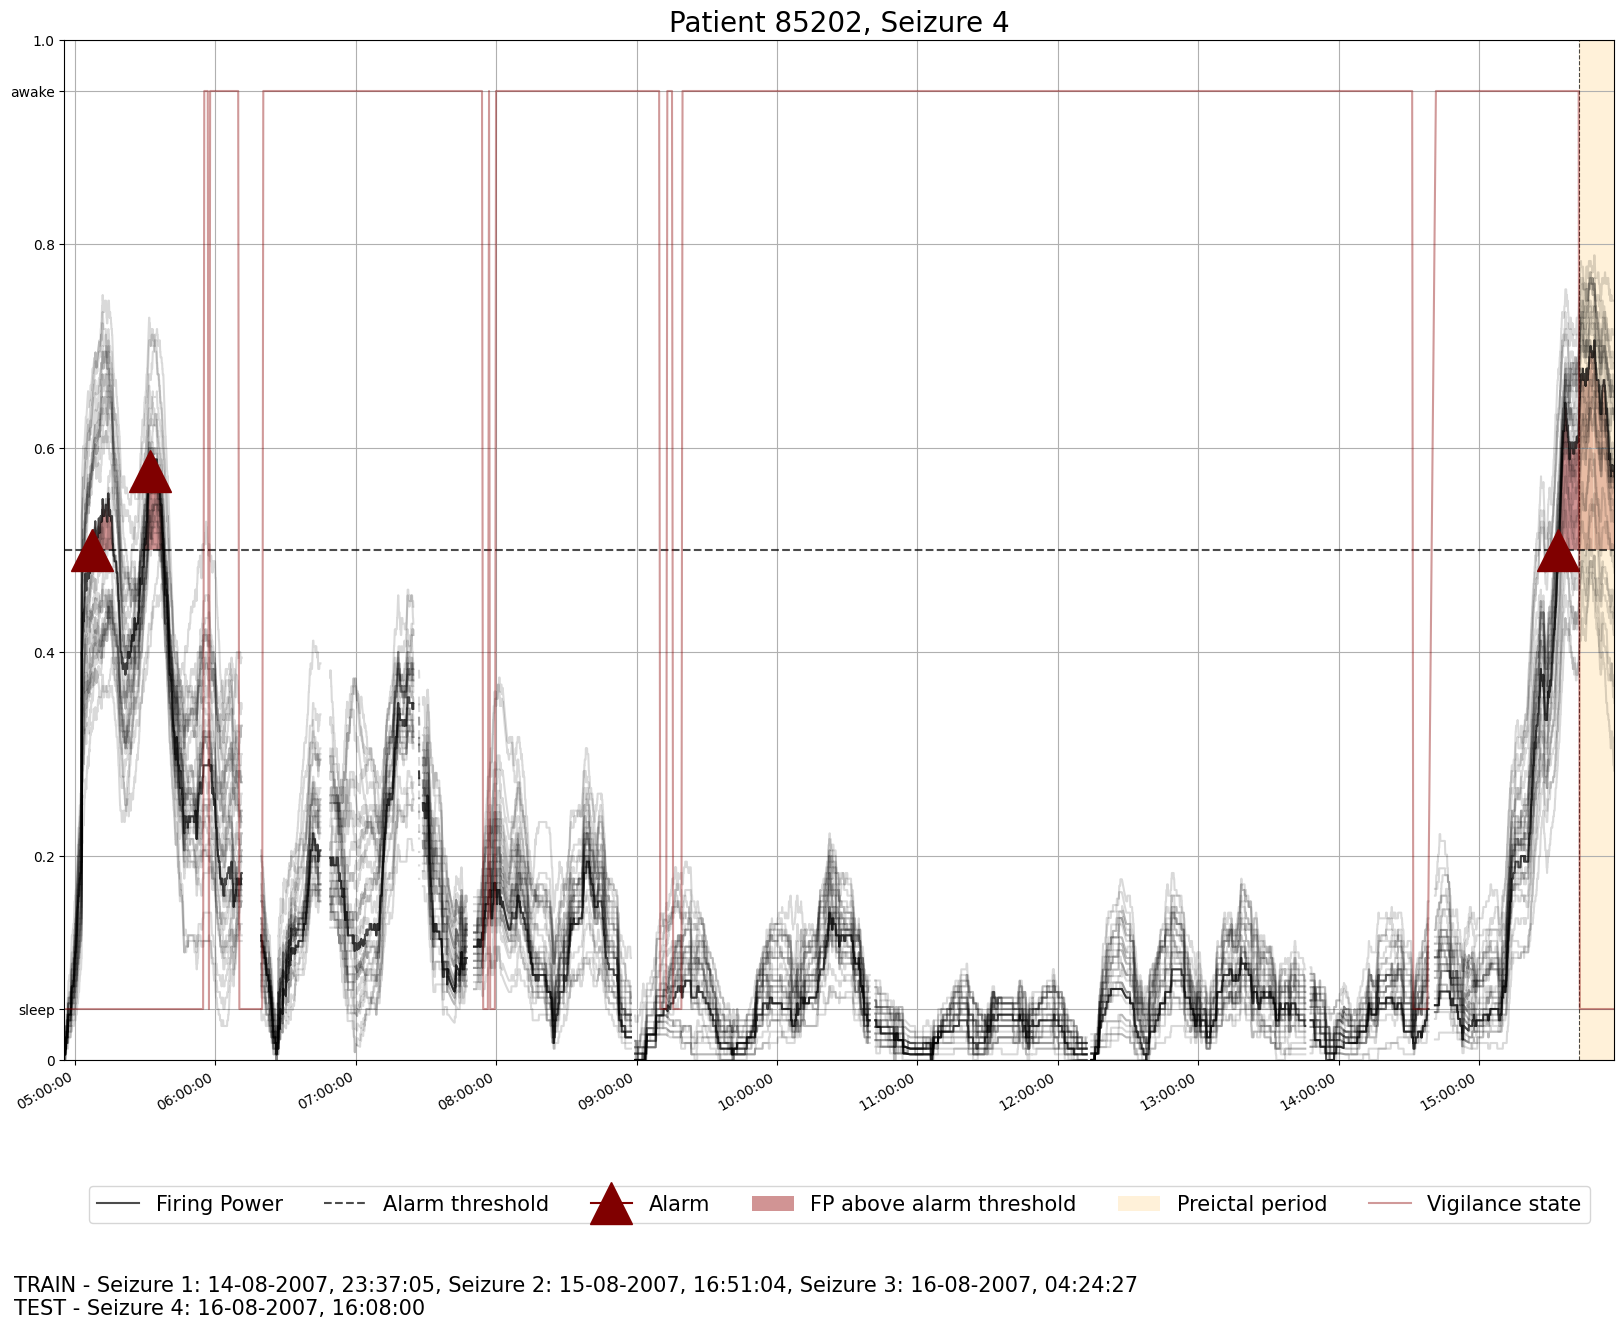 Patient 85202, Seizure 4
1.0
awake
0.8
0.6
0.4
0.2
sleep
0
05:00:00 06:00:00 07:00:00 08:00:00 09:00:00 10:00:00 11:00:00 12:00:00 13:00:00 14:00:00 15:00:00
Firing Power Alarm threshold Alarm FP above alarm threshold Preictal period Vigilance state
TRAIN - Seizure 1: 14-08-2007, 23:37:05, Seizure 2: 15-08-2007, 16:51:04, Seizure 3: 16-08-2007, 04:24:27
TEST - Seizure 4: 16-08-2007, 16:08:00